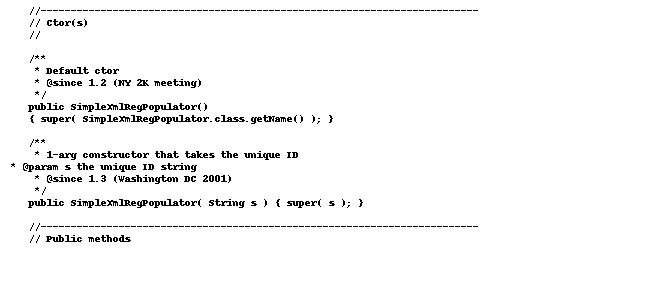 //-------------------------------------------------------------------------
// Ctor(s)
//
/**
* Default ctor
* @since 1.2 (NY 2K meeting)
*/
public SimpleXmlRegPopulator()
{ super( SimpleXmlRegPopulator.class.getName() ); }
/**
* 1-arg constructor that takes the unique ID
* @param s the unique ID string
* @since 1.3 (Washington DC 2001)
*/
public SimpleXmlRegPopulator( String s ) { super( s ); }
//-------------------------------------------------------------------------
// Public methods